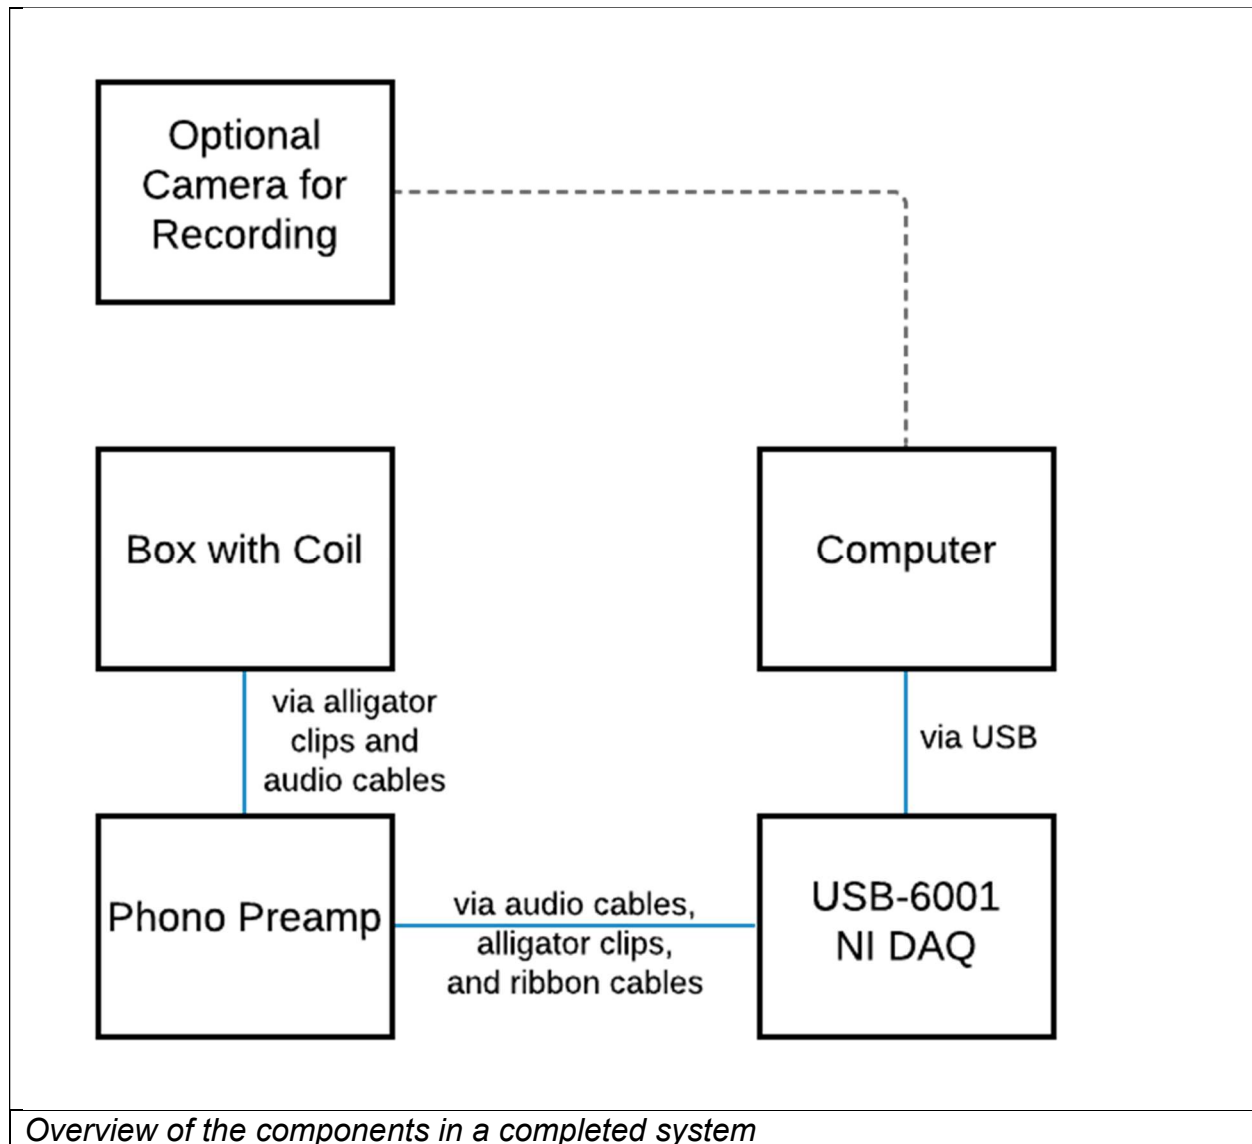 Optional
Camera for
Recording
Box with Coil
Computer
via alligator
clips and
audio cables
via USB
Phono Preamp
via audio cables,
alligator clips,
and ribbon cables
USB-6001
NI DAQ
Overview of the components in a completed system